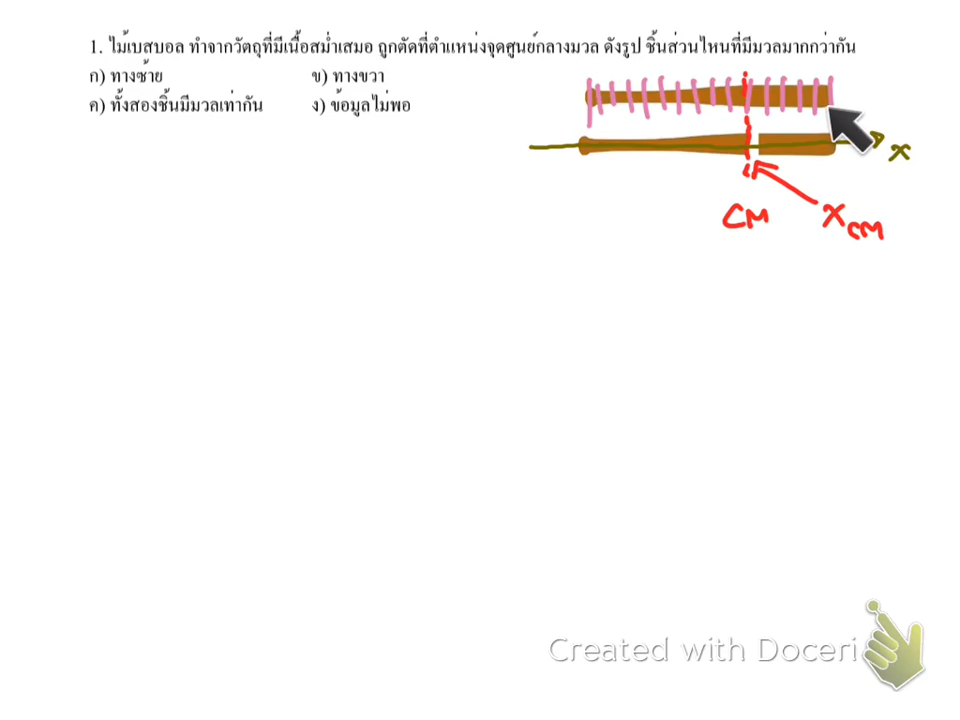 1. ไม้เบสบอล ทำจากวัตถุที่มีเนื้อสม่ำเสมอ ถูกตัดที่ตำแหน่งจุดศูนย์กลางมวล ดังรูป ชิ้นส่วนไหนที่มีมวลมากกว่ากัน
ก) ทางซ้าย ข) ทางขวา
ค) ทั้งสองชิ้นมีมวลเท่ากัน ง) ข้อมูลไม่พอ
x
CM XCM
Created with Doceri